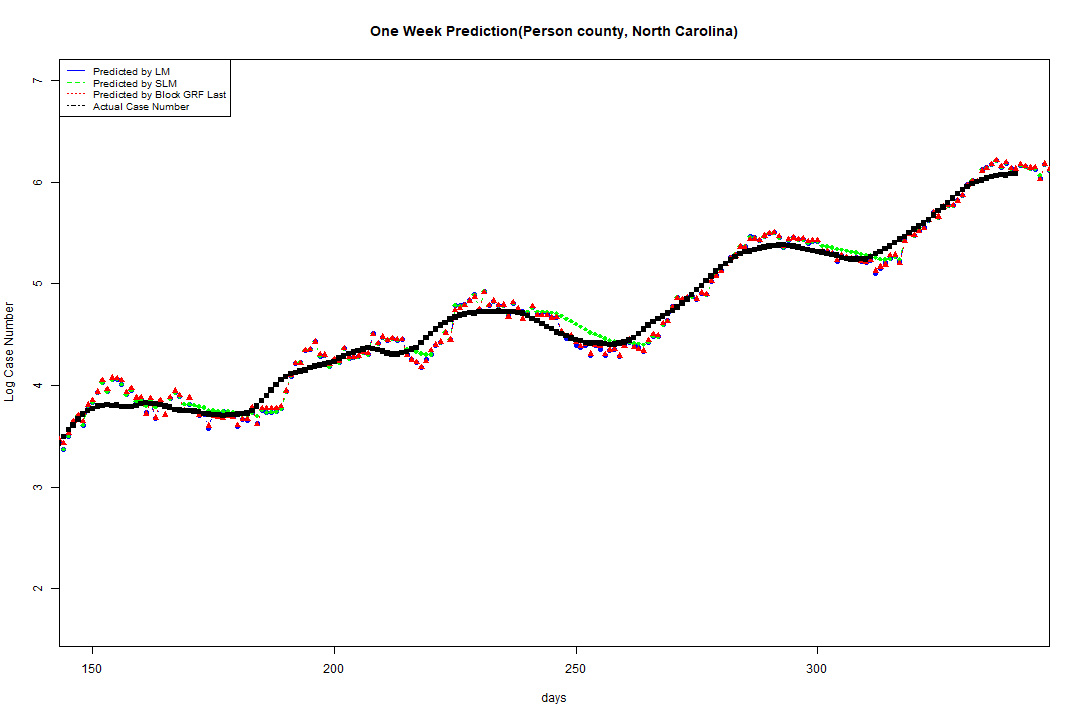 One Week Prediction(Person county, North Carolina)
Predicted by LM
Predicted by SLM
Predicted by Block GRF Last
Actual Case Number
7
6
5
4
3
2
Log Case Number
150 200 250 300
days